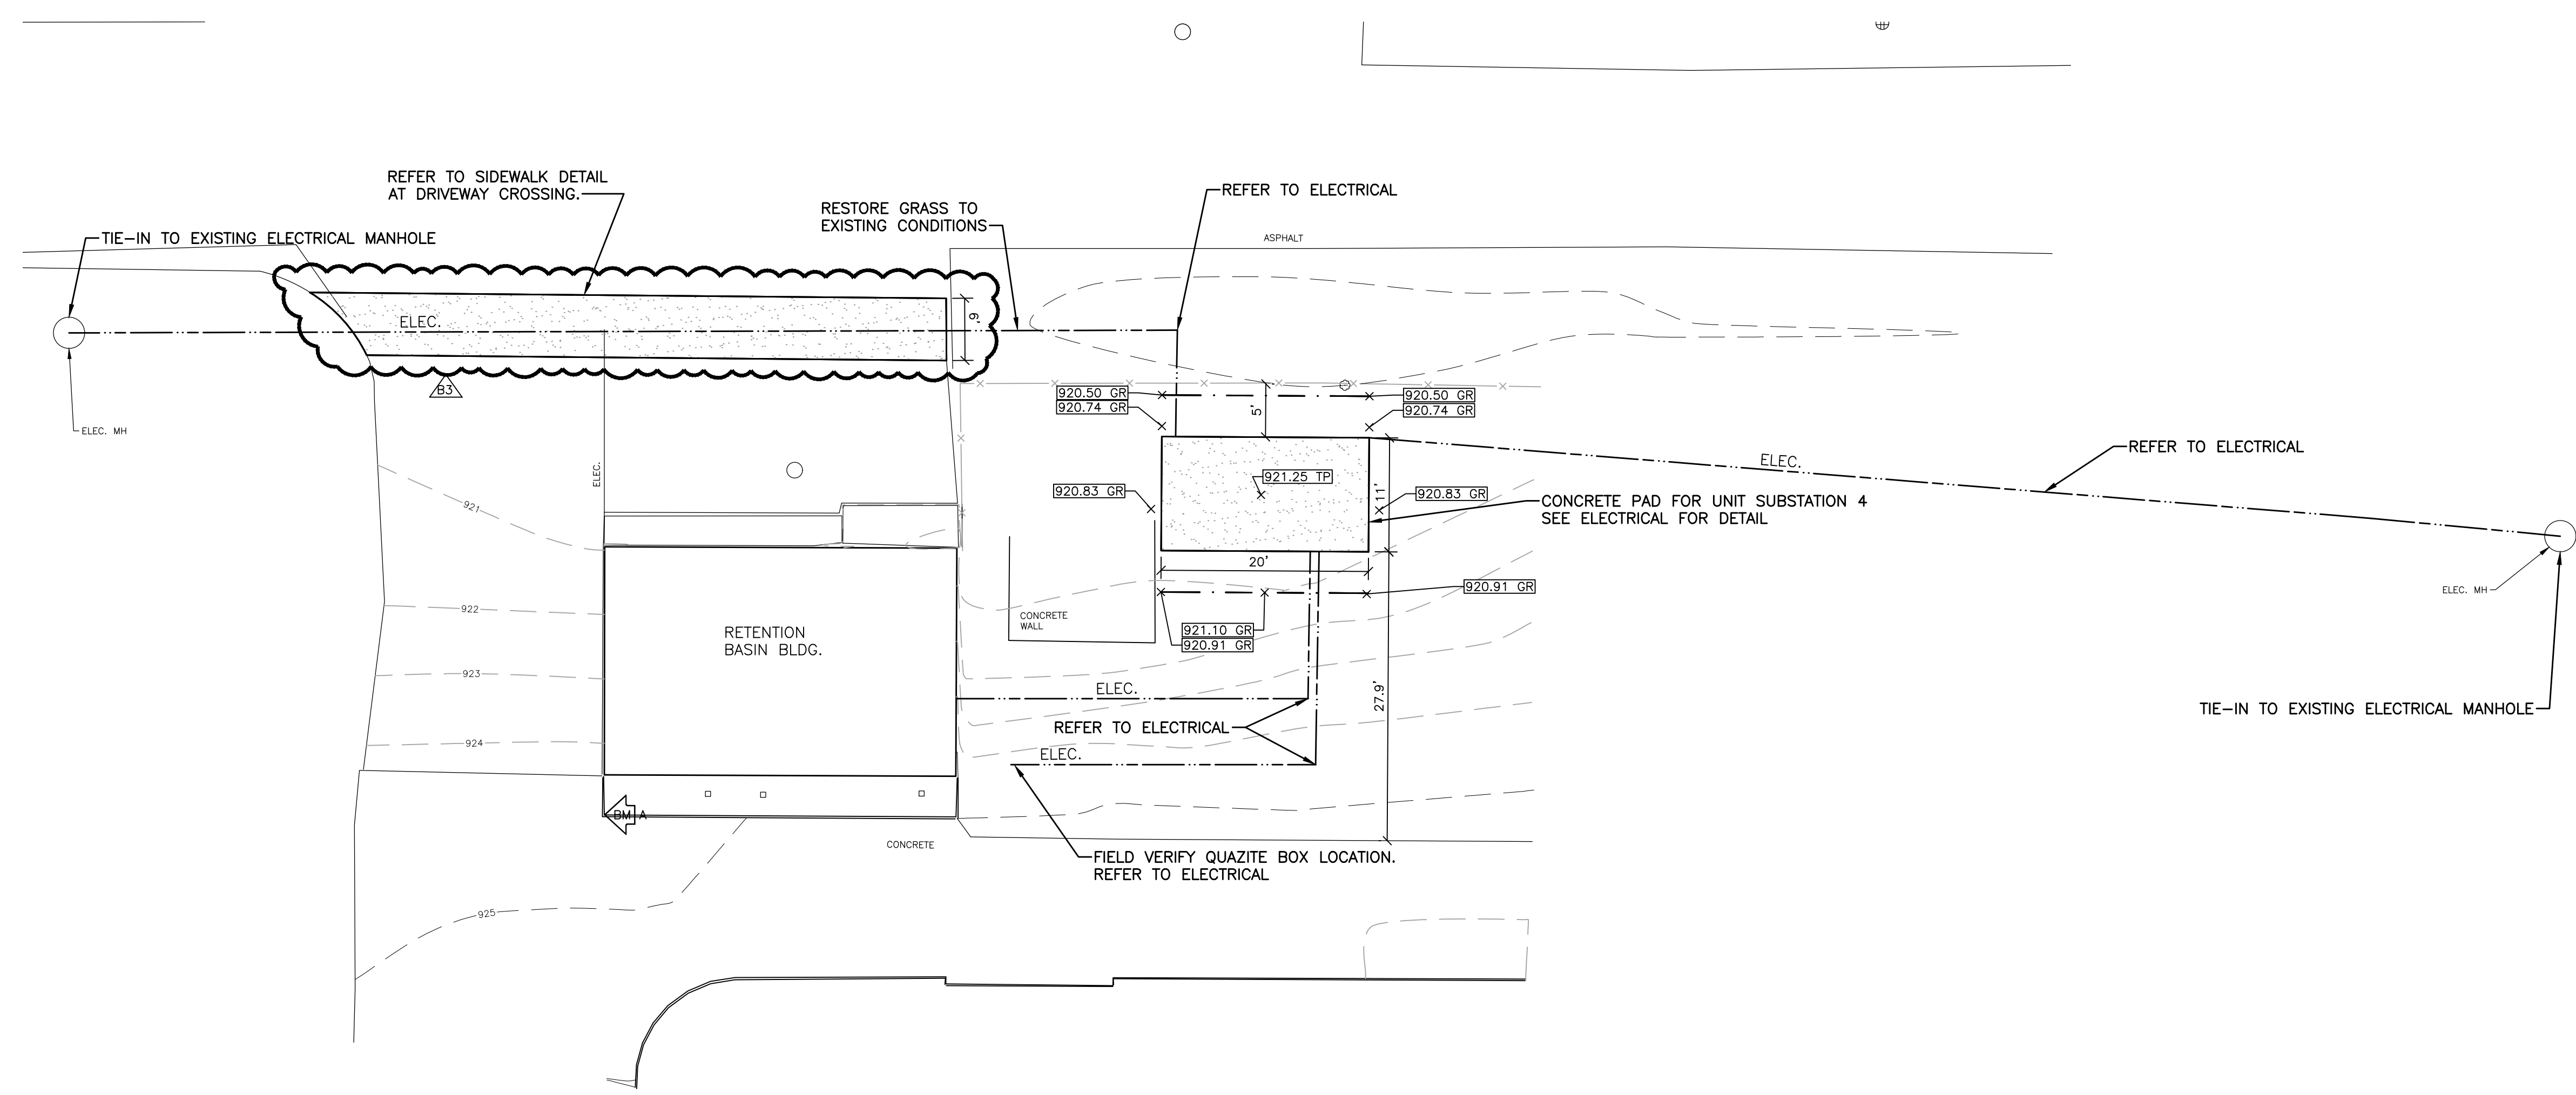 REFER TO SIDEWALK DETAIL
AT DRIVEWAY CROSSING.
RESTORE GRASS TO
EXISTING CONDITIONS
REFER TO ELECTRICAL
TIE-IN TO EXISTING ELECTRICAL MANHOLE
ASPHALT
ELEC.
6'
B3
ELEC. MH
ELEC.
920.50 GR
920.74 GR
5'
920.50 GR
920.74 GR
921.25 TP
920.83 GR
11'
920.83 GR
ELEC.
REFER TO ELECTRICAL
CONCRETE PAD FOR UNIT SUBSTATION 4
SEE ELECTRICAL FOR DETAIL
921
20'
920.91 GR
ELEC. MH
922
CONCRETE
WALL
921.10 GR
920.91 GR
RETENTION
BASIN BLDG.
923
ELEC.
27.9'
TIE-IN TO EXISTING ELECTRICAL MANHOLE
REFER TO ELECTRICAL
924
ELEC.
BM A
CONCRETE
FIELD VERIFY QUAZITE BOX LOCATION.
REFER TO ELECTRICAL
925